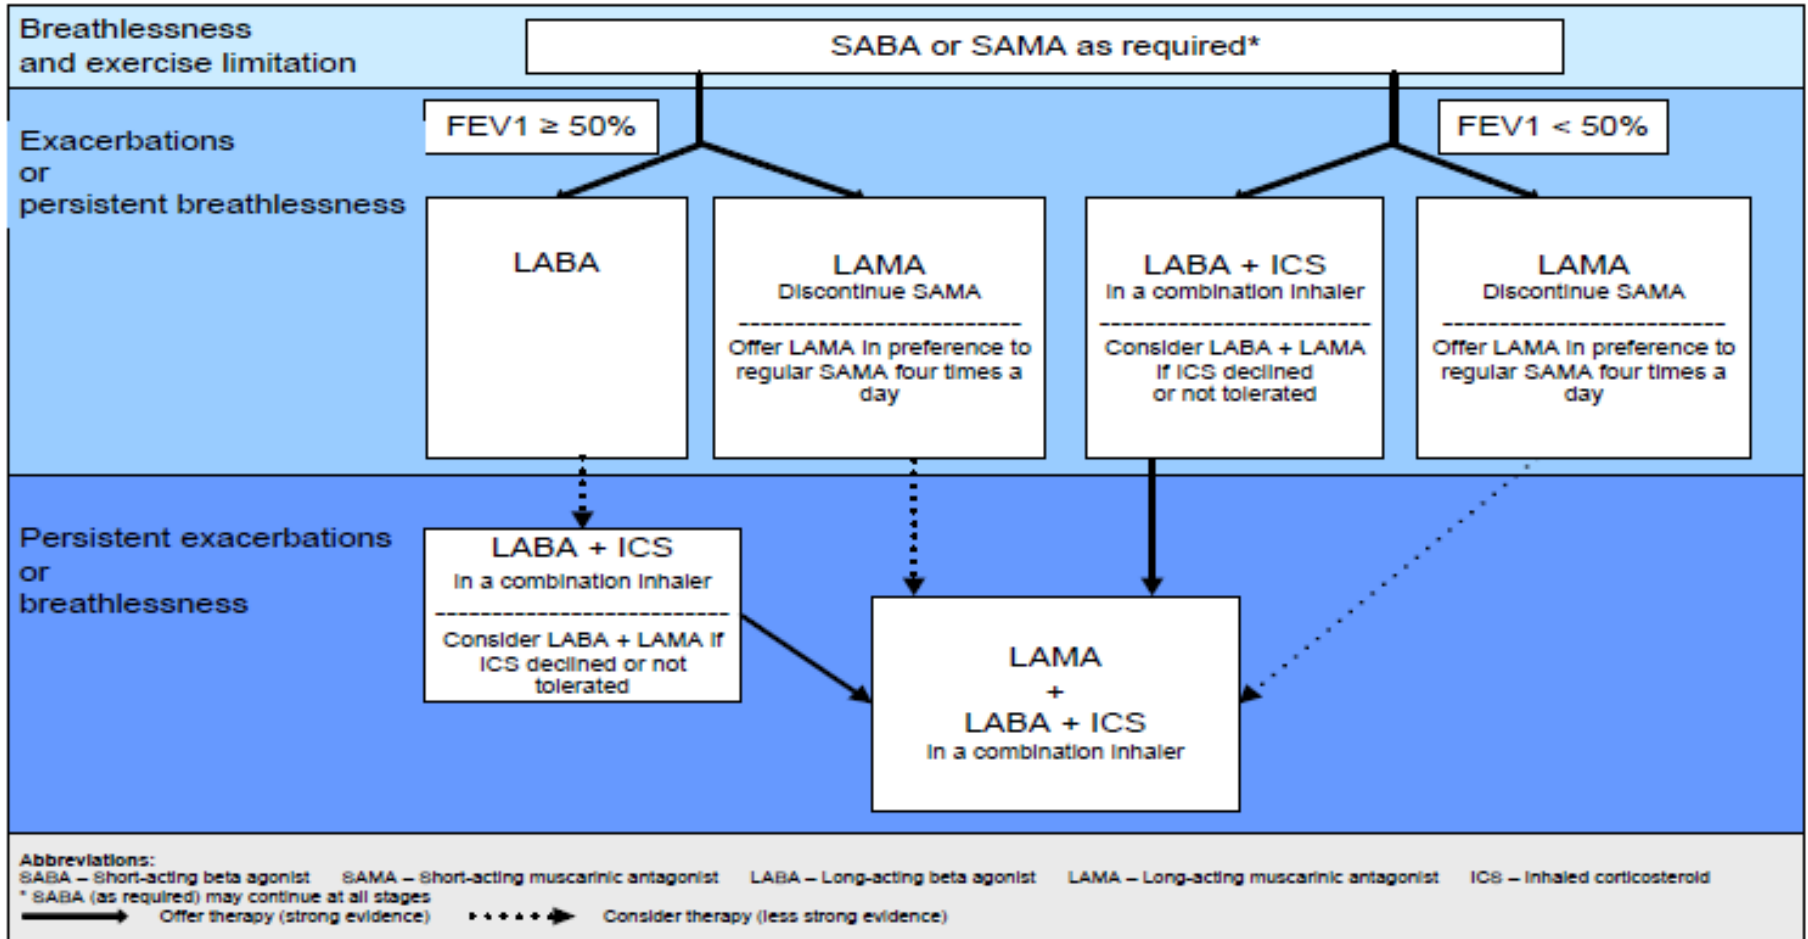 Breathlessness
and exercise limitation
SABA or SAMA as required*
Exacerbations
or
persistent breathlessness
FEV1 ≥ 50%
FEV1 < 50%
LABA
LAMA
Discontinue SAMA
Offer LAMA in preference to
regular SAMA four times a
day
LABA + ICS
in a combination inhaler
Consider LABA + LAMA
if ICS declined
or not tolerated
LAMA
Discontinue SAMA
Offer LAMA in preference to
regular SAMA four times a
day
Persistent exacerbations
or
breathlessness
LABA + ICS
in a combination inhaler
Consider LABA + LAMA if
ICS declined or not
tolerated
LAMA
+
LABA + ICS
in a combination inhaler
Abbreviations:
SABA – Short-acting beta agonist SAMA – Short-acting muscarinic antagonist LABA – Long-acting beta agonist LAMA – Long-acting muscarinic antagonist ICS – Inhaled corticosteroid
* SABA (as required) may continue at all stages
Offer therapy (strong evidence) Consider therapy (less strong evidence)